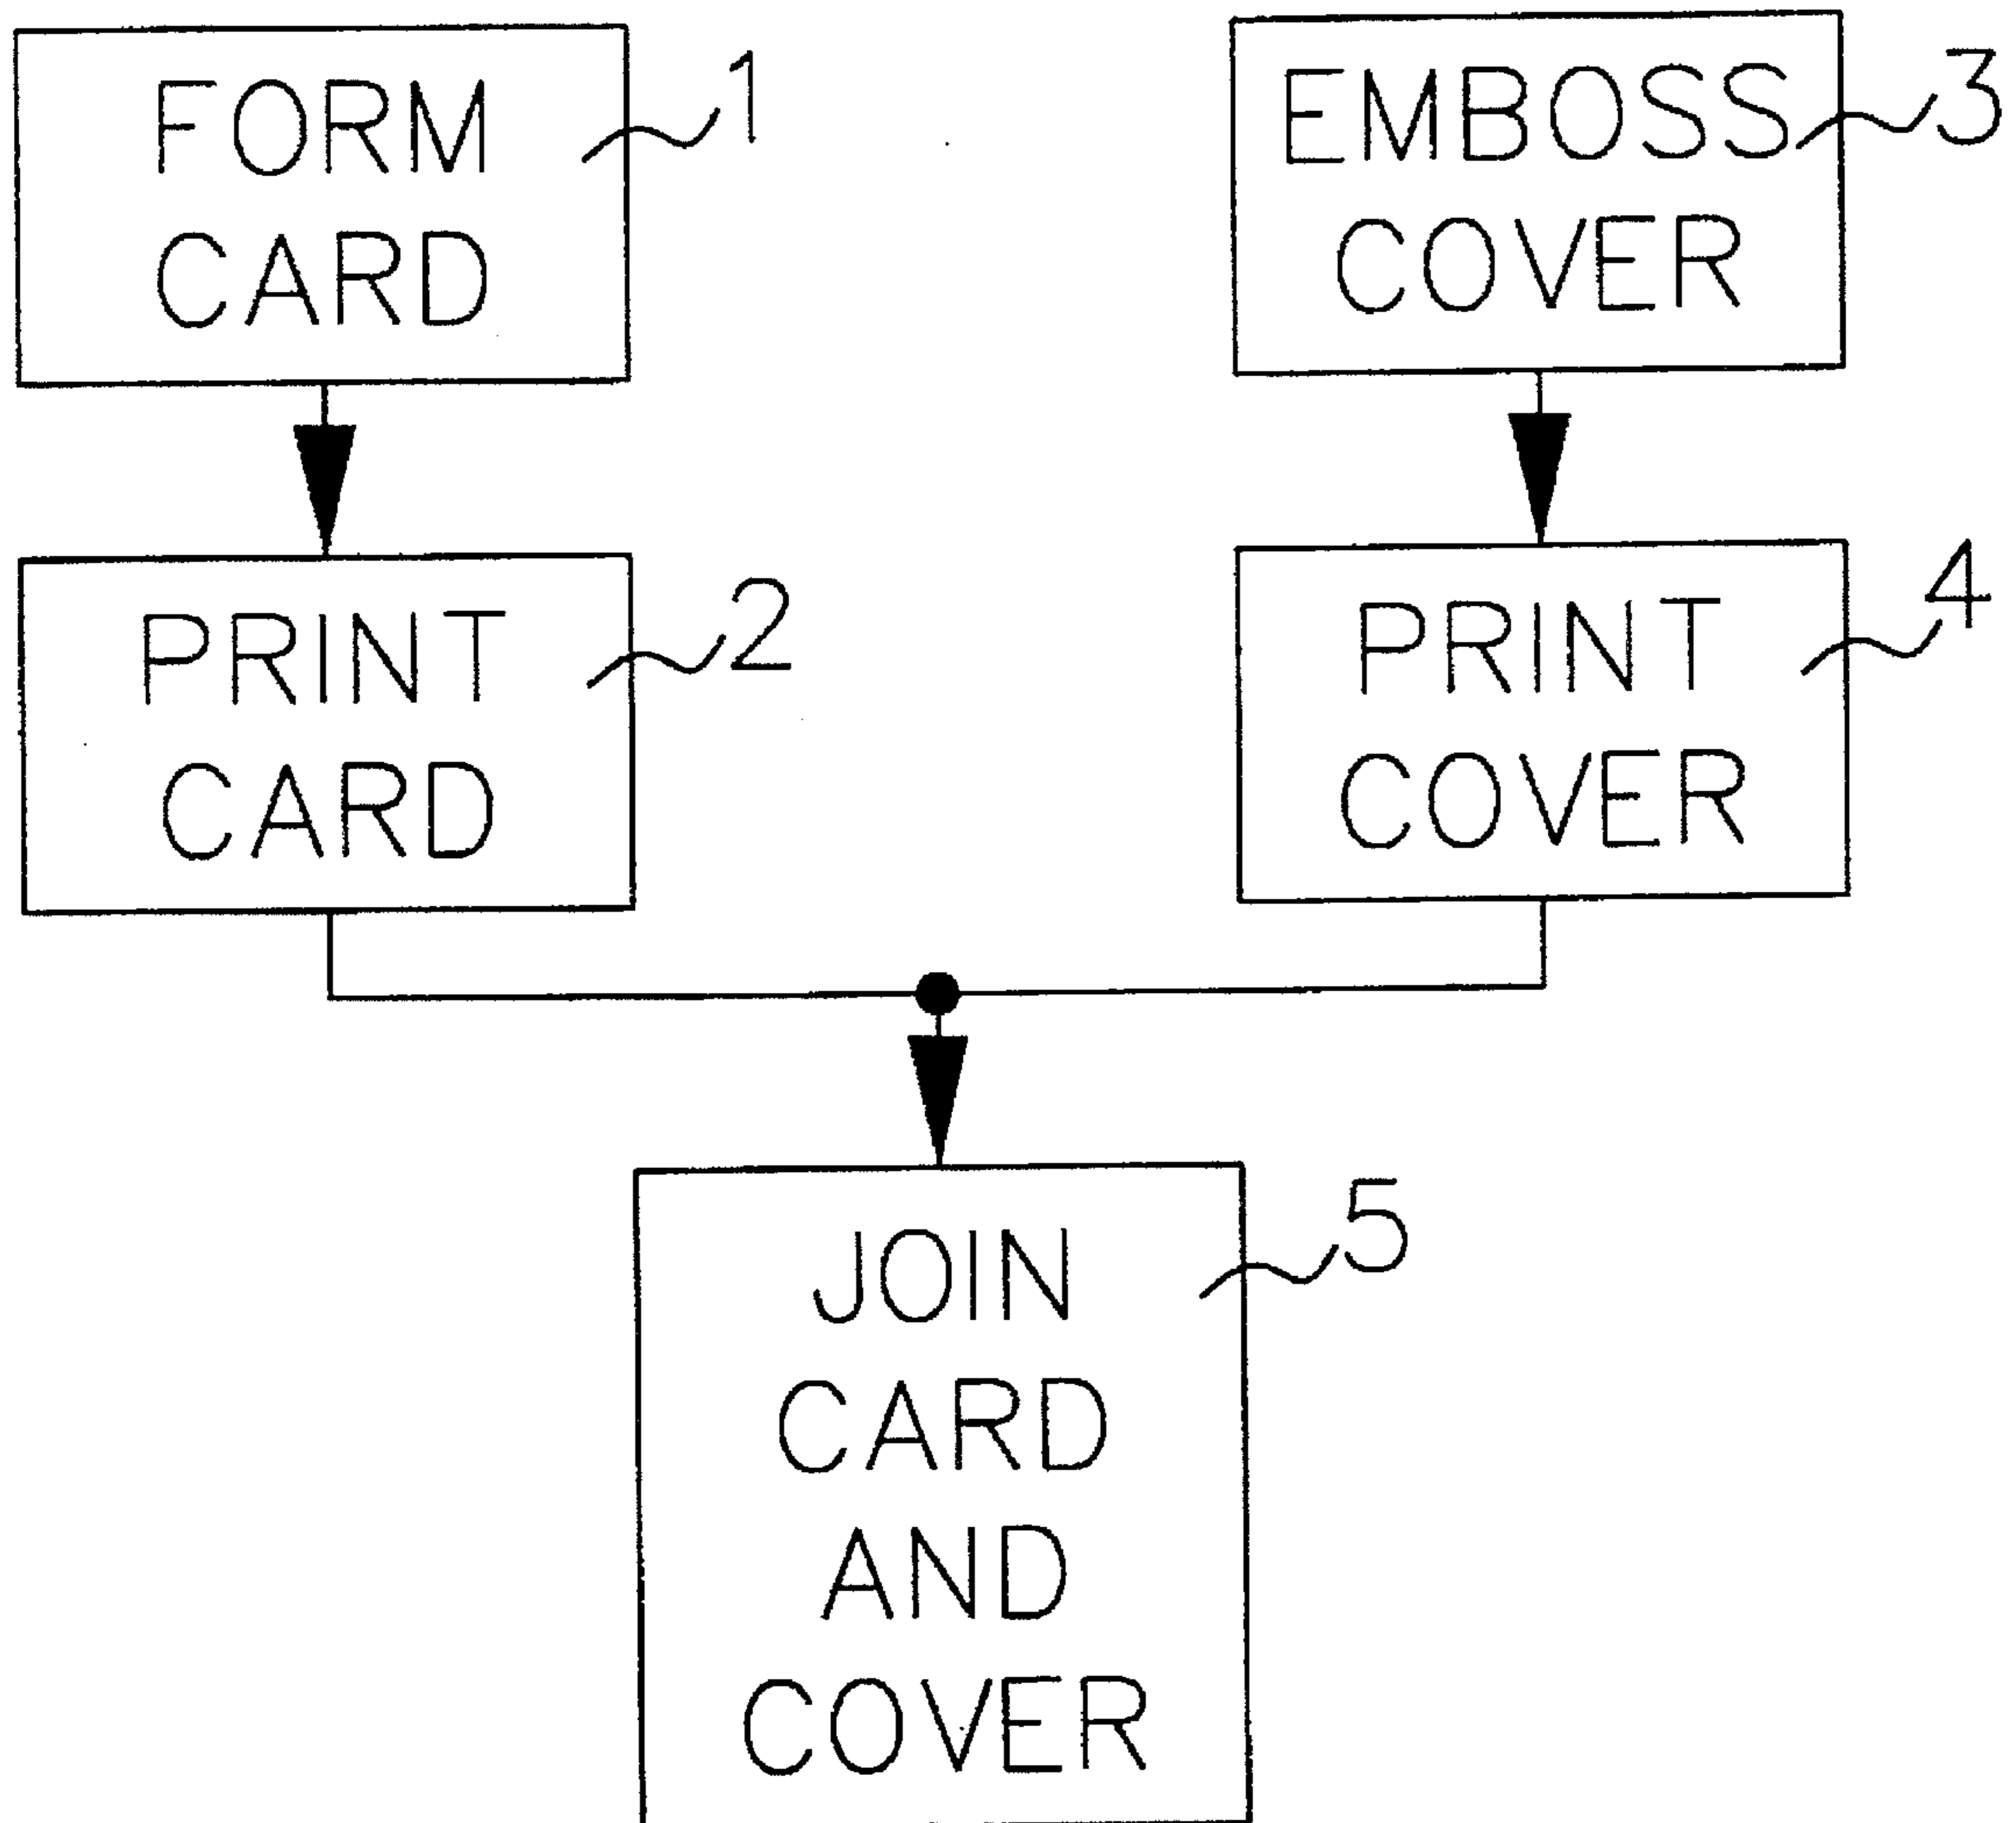 FORM
CARD
1
EMBOSS
COVER
3
PRINT
CARD
2
PRINT
COVER
4
JOIN
CARD
AND
COVER
5